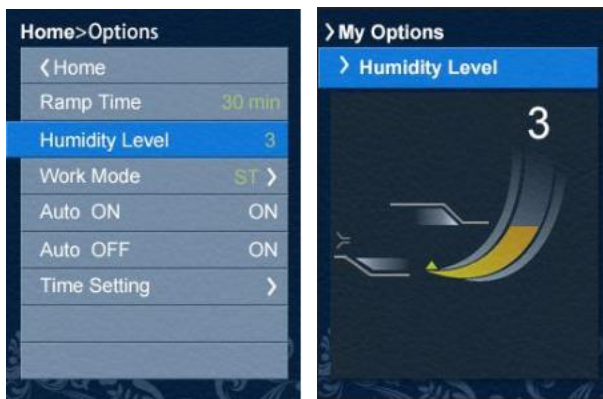 Home>Options
<Home
Ramp Time 30 min
Humidity Level 3
Work Mode ST >
Auto ON ON
Auto OFF ON
Time Setting >
>My Options
> Humidity Level
3